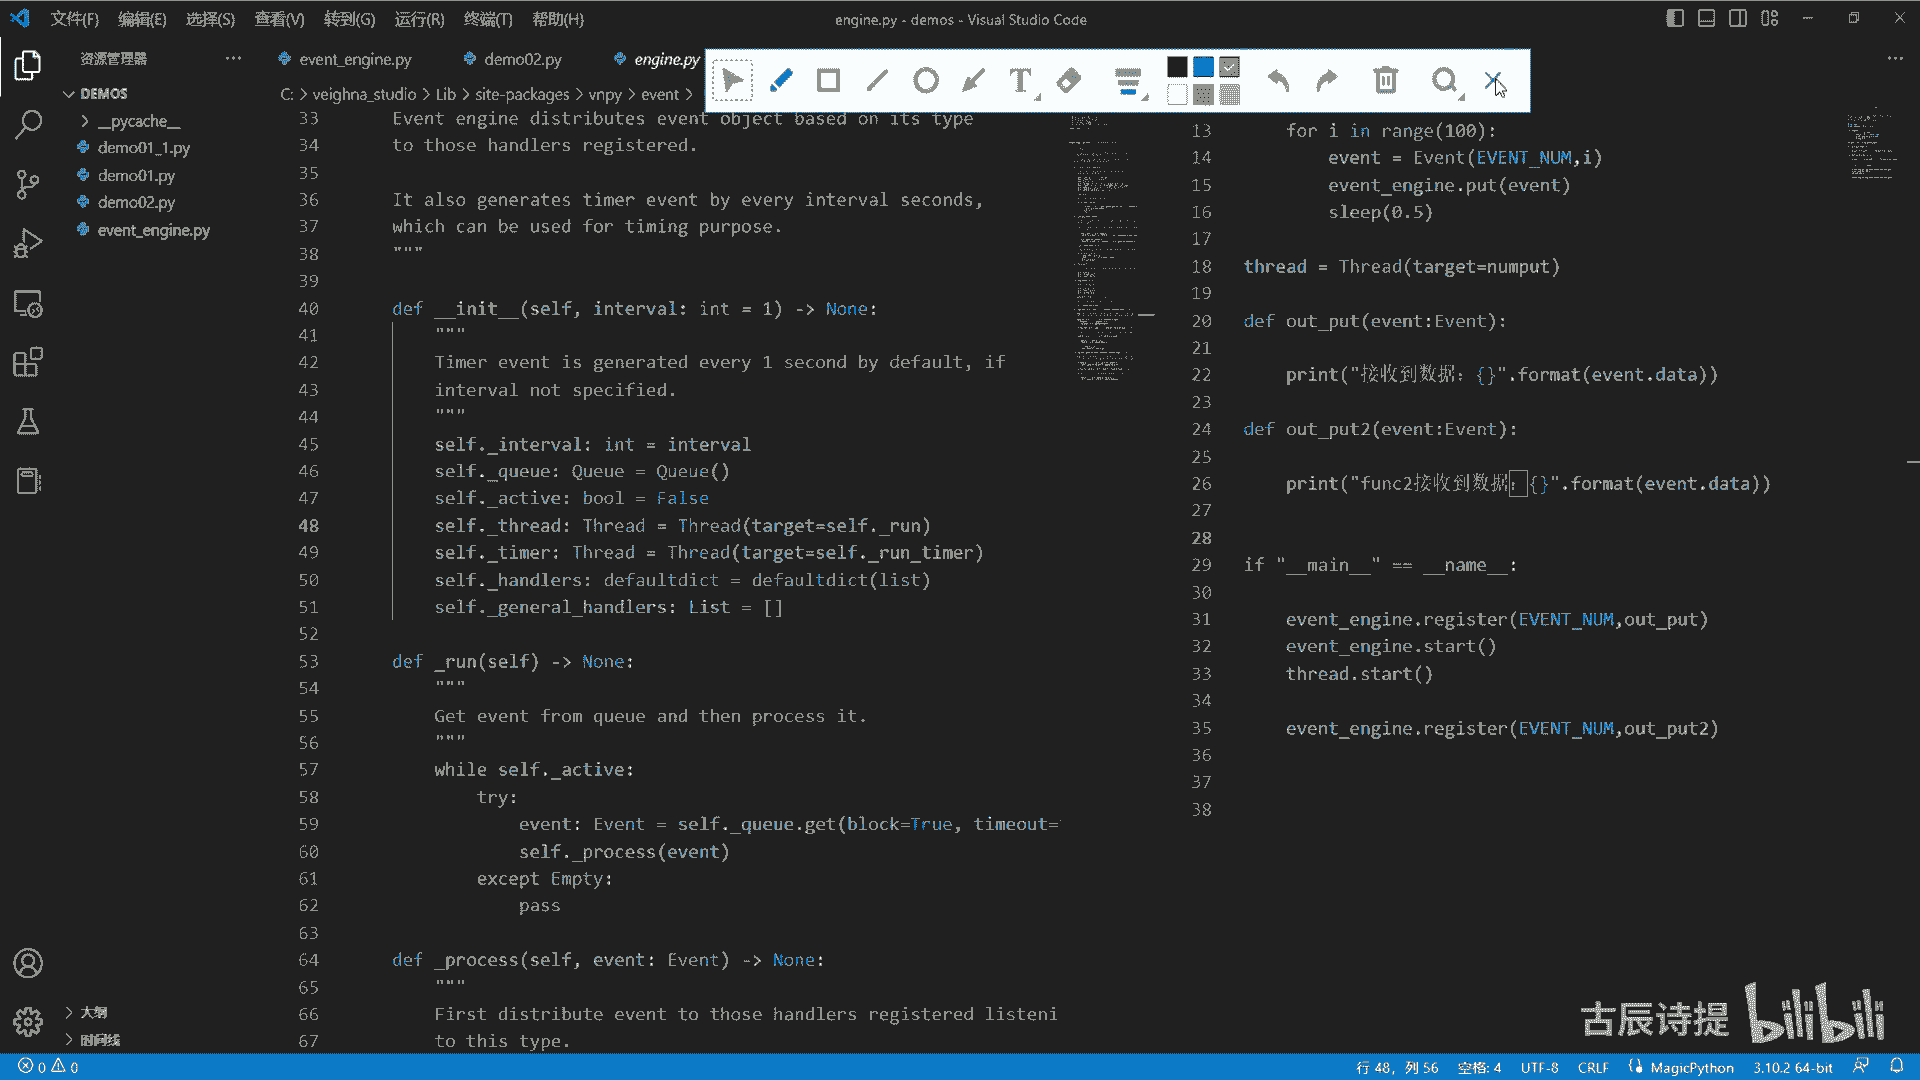 文件(F) 编辑(E) 选择(S) 查看(V) 转到(G) 运行(R) 终端(T) 帮助(H)
engine.py - demos - Visual Studio Code
资源管理器
event_engine.py
demo02.py
engine.py
DEMOS
__pycache__
demo01_1.py
demo01.py
demo02.py
event_engine.py
C: > veighna_studio > Lib > site-packages > vnpy > event >
33 Event engine distributes event object based on its type
34 to those handlers registered.
35
36 It also generates timer event by every interval seconds,
37 which can be used for timing purpose.
38 """
39
40 def __init__(self, interval: int = 1) -> None:
41 """
42 Timer event is generated every 1 second by default, if
43 interval not specified.
44 """
45 self._interval: int = interval
46 self._queue: Queue = Queue()
47 self._active: bool = False
48 self._thread: Thread = Thread(target=self._run)
49 self._timer: Thread = Thread(target=self._run_timer)
50 self._handlers: defaultdict = defaultdict(list)
51 self._general_handlers: List = []
52
53 def _run(self) -> None:
54 """
55 Get event from queue and then process it.
56 """
57 while self._active:
58 try:
59 event: Event = self._queue.get(block=True, timeout=
60 self._process(event)
61 except Empty:
62 pass
63
64 def _process(self, event: Event) -> None:
65 """
66 First distribute event to those handlers registered listeni
67 to this type.
13 for i in range(100):
14 event = Event(EVENT_NUM,i)
15 event_engine.put(event)
16 sleep(0.5)
17
18 thread = Thread(target=numput)
19
20 def out_put(event:Event):
21
22 print("接收到数据：{}".format(event.data))
23
24 def out_put2(event:Event):
25
26 print("func2接收到数据：{}".format(event.data))
27
28
29 if "__main__" == __name__:
30
31 event_engine.register(EVENT_NUM,out_put)
32 event_engine.start()
33 thread.start()
34
35 event_engine.register(EVENT_NUM,out_put2)
36
37
38
大纲
时间线
古辰诗提 bilibili
0 0
行 48，列 56 空格: 4 UTF-8 CRLF MagicPython 3.10.2 64-bit